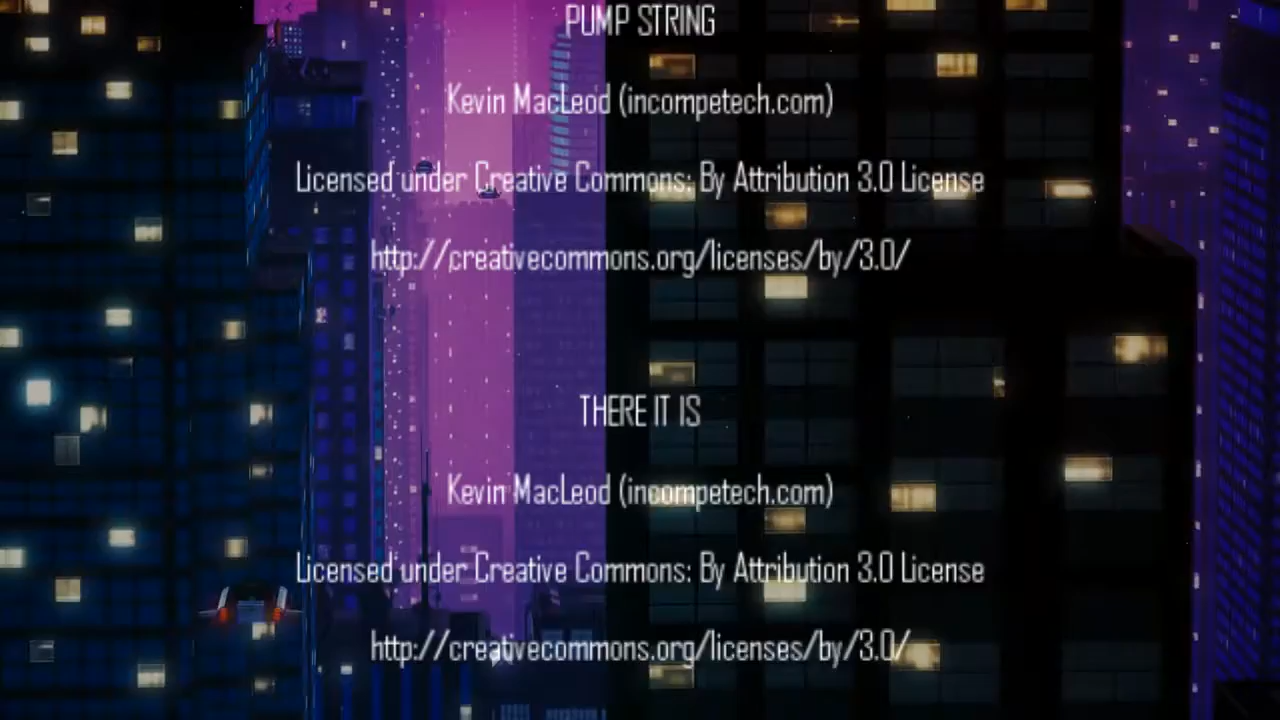 PUMP STRING
Kevin MacLeod (incompetech.com)
Licensed under Creative Commons: By Attribution 3.0 License
http://creativecommons.org/licenses/by/3.0/
THERE IT IS
Kevin MacLeod (incompetech.com)
Licensed under Creative Commons: By Attribution 3.0 License
http://creativecommons.org/licenses/by/3.0/